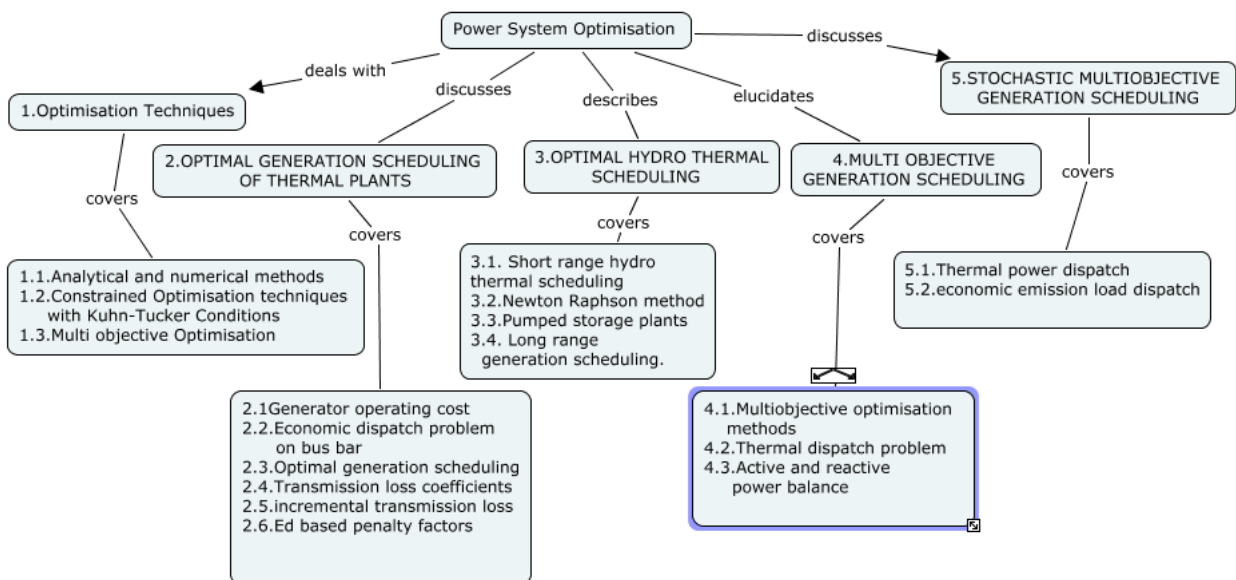 Power System Optimisation
discusses
deals with
discusses
describes
elucidates
1.Optimisation Techniques
2.OPTIMAL GENERATION SCHEDULING
OF THERMAL PLANTS
3.OPTIMAL HYDRO THERMAL
SCHEDULING
4.MULTI OBJECTIVE
GENERATION SCHEDULING
5.STOCHASTIC MULTIOBJECTIVE
GENERATION SCHEDULING
covers
covers
covers
covers
covers
1.1.Analytical and numerical methods
1.2.Constrained Optimisation techniques
with Kuhn-Tucker Conditions
1.3.Multi objective Optimisation
2.1Generator operating cost
2.2.Economic dispatch problem
on bus bar
2.3.Optimal generation scheduling
2.4.Transmission loss coefficients
2.5.incremental transmission loss
2.6.Ed based penalty factors
3.1. Short range hydro
thermal scheduling
3.2.Newton Raphson method
3.3.Pumped storage plants
3.4. Long range
generation scheduling.
4.1.Multiobjective optimisation
methods
4.2.Thermal dispatch problem
4.3.Active and reactive
power balance
5.1.Thermal power dispatch
5.2.economic emission load dispatch